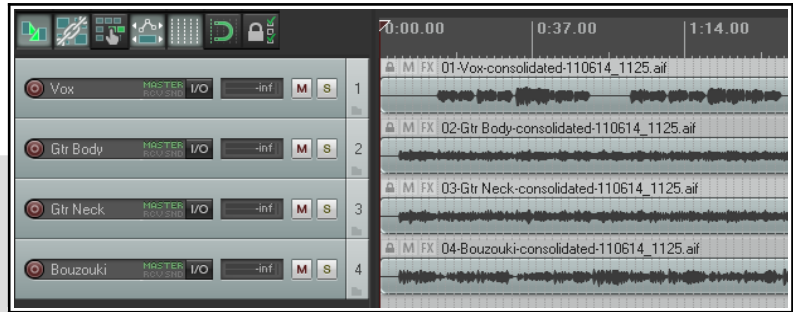 0:00.00 0:37.00 1:14.00
M FX 01-Vox-consolidated-110614_1125.aif
Vox MASTER RCV SND I/O -inf M S 1
M FX 02-Gtr Body-consolidated-110614_1125.aif
Gtr Body MASTER RCV SND I/O -inf M S 2
M FX 03-Gtr Neck-consolidated-110614_1125.aif
Gtr Neck MASTER RCV SND I/O -inf M S 3
M FX 04-Bouzouki-consolidated-110614_1125.aif
Bouzouki MASTER RCV SND I/O -inf M S 4